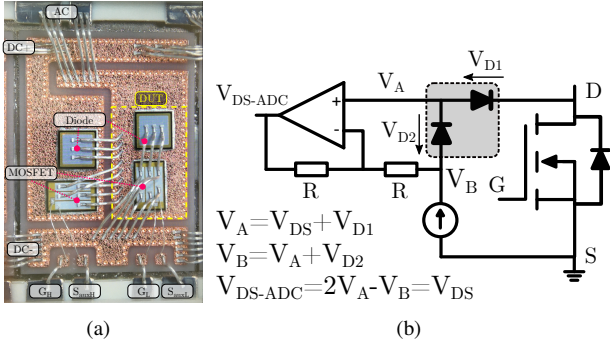 AC
DC+
DUT
Diode
MOSFET
DC-
G_H
S_auxH
G_L
S_auxL
(a)
V_DS-ADC
+
-
V_A
V_D1
V_D2
D
R
R
V_B
G
S
V_A=V_DS+V_D1
V_B=V_A+V_D2
V_DS-ADC=2V_A-V_B=V_DS
(b)